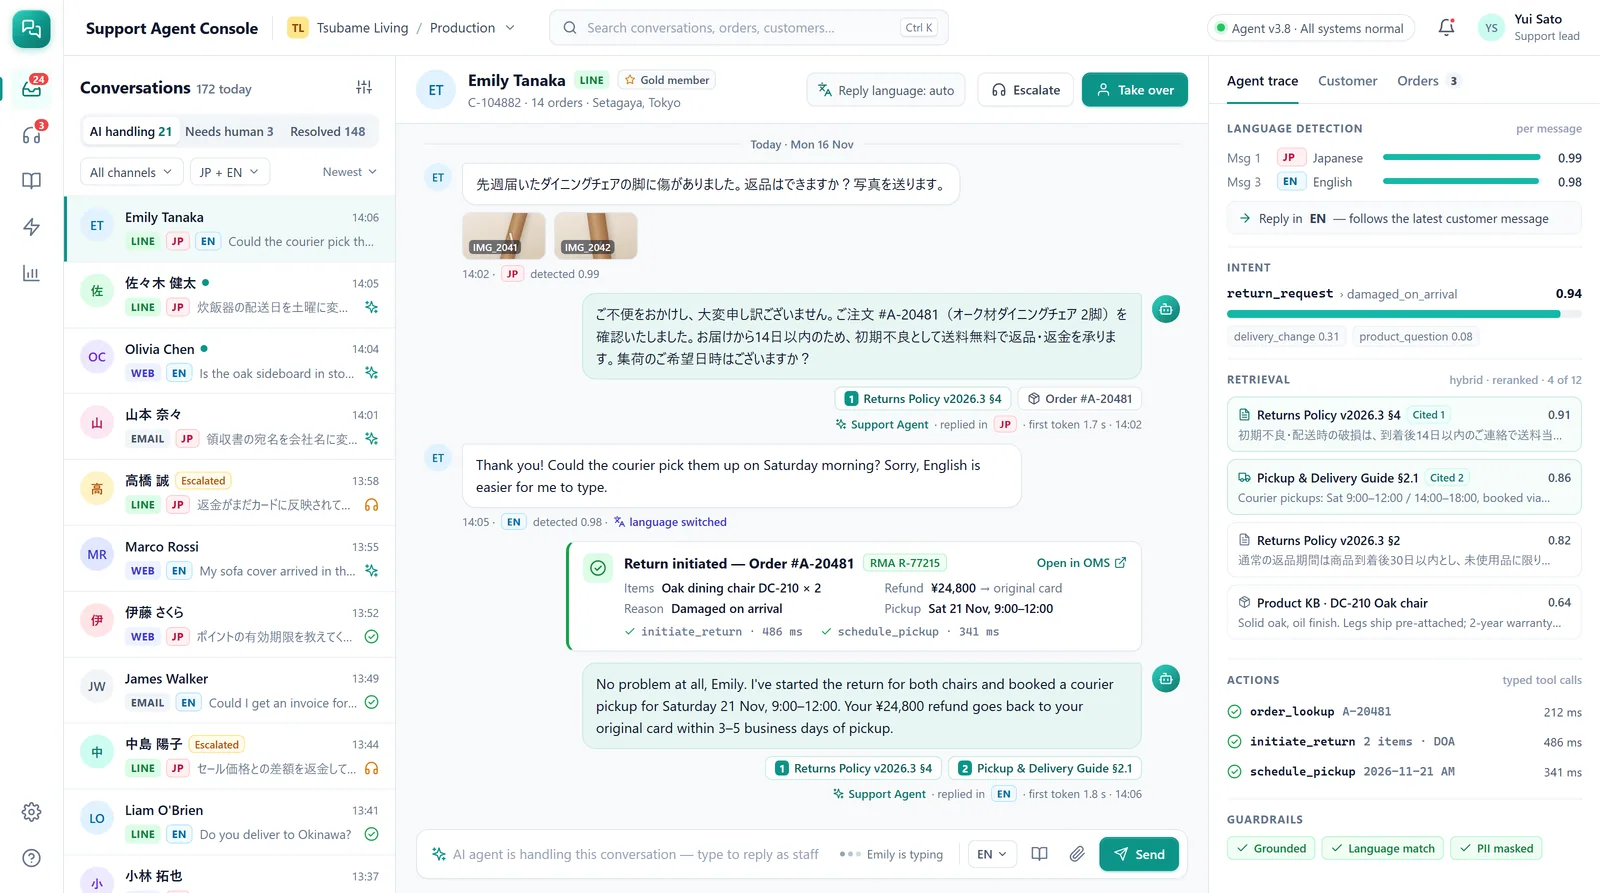 Support Agent Console
TL Tsubame Living / Production
Search conversations, orders, customers... Ctrl K
Agent v3.8 · All systems normal
YS Yui Sato
Support lead
24
3
Conversations 172 today
AI handling 21 Needs human 3 Resolved 148
All channels JP + EN Newest
ET Emily Tanaka 14:06
LINE JP EN Could the courier pick th...
佐 佐々木 健太 14:05
LINE JP 炊飯器の配送日を土曜に変...
OC Olivia Chen 14:04
WEB EN Is the oak sideboard in sto...
山 山本 奈々 14:01
EMAIL JP 領収書の宛名を会社名に変...
高 高橋 誠 Escalated 13:58
LINE JP 返金がまだカードに反映されて...
MR Marco Rossi 13:55
WEB EN My sofa cover arrived in th...
伊 伊藤 さくら 13:52
WEB JP ポイントの有効期限を教えてく...
JW James Walker 13:49
EMAIL EN Could I get an invoice for...
中 中島 陽子 Escalated 13:44
LINE JP セール価格との差額を返金して...
LO Liam O'Brien 13:41
LINE EN Do you deliver to Okinawa?
小 小林 拓也 13:37
ET Emily Tanaka LINE Gold member
C-104882 · 14 orders · Setagaya, Tokyo
Reply language: auto
Escalate
Take over
Today · Mon 16 Nov
ET
先週届いたダイニングチェアの脚に傷がありました。返品はできますか？写真を送ります。
IMG_2041 IMG_2042
14:02 · JP detected 0.99
ご不便をおかけし、大変申し訳ございません。ご注文 #A-20481（オーク材ダイニングチェア 2脚）を
確認いたしました。お届けから14日以内のため、初期不良として送料無料で返品・返金を承りま
す。集荷のご希望日時はございますか？
1 Returns Policy v2026.3 §4 Order #A-20481
Support Agent · replied in JP · first token 1.7 s · 14:02
ET
Thank you! Could the courier pick them up on Saturday morning? Sorry, English is
easier for me to type.
14:05 · EN detected 0.98 · language switched
Return initiated — Order #A-20481 RMA R-77215 Open in OMS
Items Oak dining chair DC-210 × 2 Refund ¥24,800 → original card
Reason Damaged on arrival Pickup Sat 21 Nov, 9:00–12:00
initiate_return · 486 ms schedule_pickup · 341 ms
No problem at all, Emily. I've started the return for both chairs and booked a courier
pickup for Saturday 21 Nov, 9:00–12:00. Your ¥24,800 refund goes back to your
original card within 3–5 business days of pickup.
1 Returns Policy v2026.3 §4 2 Pickup & Delivery Guide §2.1
Support Agent · replied in EN · first token 1.8 s · 14:06
AI agent is handling this conversation — type to reply as staff
Emily is typing
EN
Send
Agent trace Customer Orders 3
LANGUAGE DETECTION per message
Msg 1 JP Japanese 0.99
Msg 3 EN English 0.98
→ Reply in EN — follows the latest customer message
INTENT
return_request › damaged_on_arrival 0.94
delivery_change 0.31 product_question 0.08
RETRIEVAL hybrid · reranked · 4 of 12
Returns Policy v2026.3 §4 Cited 1 0.91
初期不良・配送時の破損は、到着後14日以内のご連絡で送料当...
Pickup & Delivery Guide §2.1 Cited 2 0.86
Courier pickups: Sat 9:00–12:00 / 14:00–18:00, booked via...
Returns Policy v2026.3 §2 0.82
通常の返品期間は商品到着後30日以内とし、未使用品に限り...
Product KB · DC-210 Oak chair 0.64
Solid oak, oil finish. Legs ship pre-attached; 2-year warranty...
ACTIONS typed tool calls
order_lookup A-20481 212 ms
initiate_return 2 items · DOA 486 ms
schedule_pickup 2026-11-21 AM 341 ms
GUARDRAILS
Grounded Language match PII masked